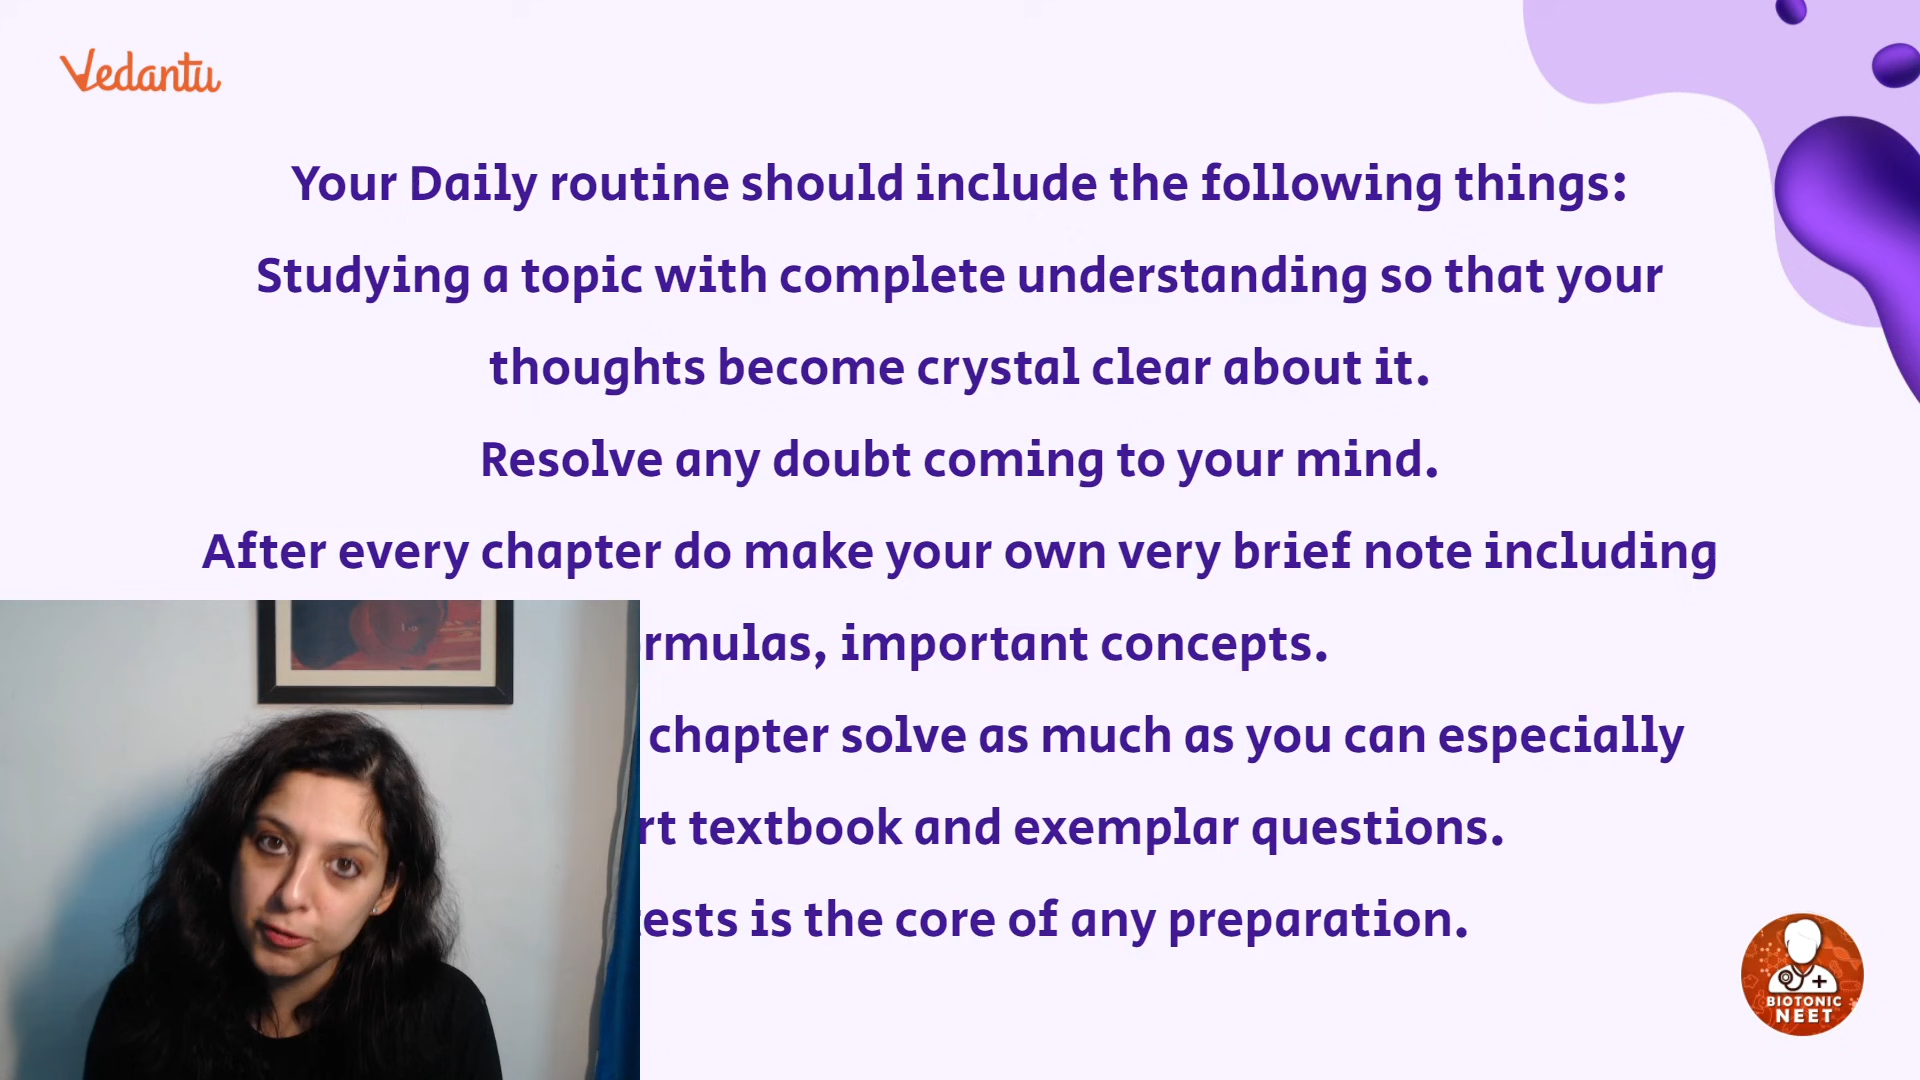 Vedantu
Your Daily routine should include the following things:
Studying a topic with complete understanding so that your
thoughts become crystal clear about it.
Resolve any doubt coming to your mind.
After every chapter do make your own very brief note including
important concepts.
chapter solve as much as you can especially
textbook and exemplar questions.
is the core of any preparation.
BIOTONIC
NEET